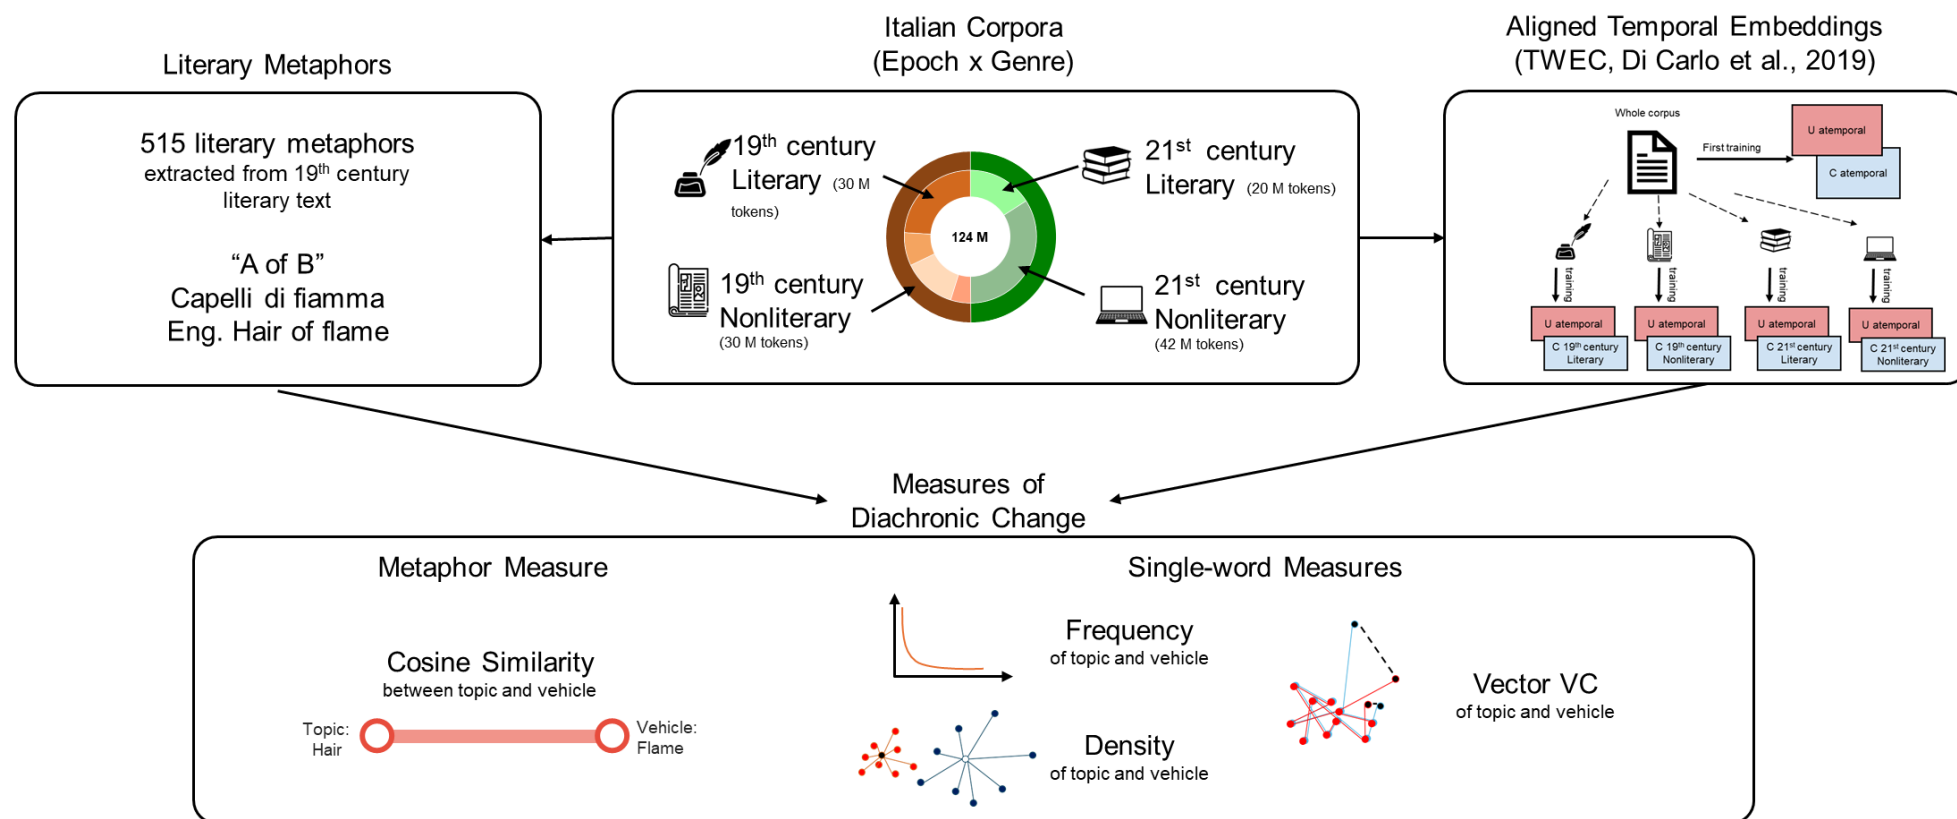 Literary Metaphors
515 literary metaphors
extracted from 19th century
literary text
“A of B”
Capelli di fiamma
Eng. Hair of flame
Italian Corpora
(Epoch x Genre)
19th century
Literary (30 M
tokens)
21st century
Literary (20 M tokens)
124 M
19th century
Nonliterary
(30 M tokens)
21st century
Nonliterary
(42 M tokens)
Aligned Temporal Embeddings
(TWEC, Di Carlo et al., 2019)
Whole corpus
First training
U atemporal
C atemporal
training
training
training
training
U atemporal
C 19th century
Literary
U atemporal
C 19th century
Nonliterary
U atemporal
C 21st century
Literary
U atemporal
C 21st century
Nonliterary
Measures of
Diachronic Change
Metaphor Measure
Cosine Similarity
between topic and vehicle
Topic:
Hair
Vehicle:
Flame
Single-word Measures
Frequency
of topic and vehicle
Density
of topic and vehicle
Vector VC
of topic and vehicle